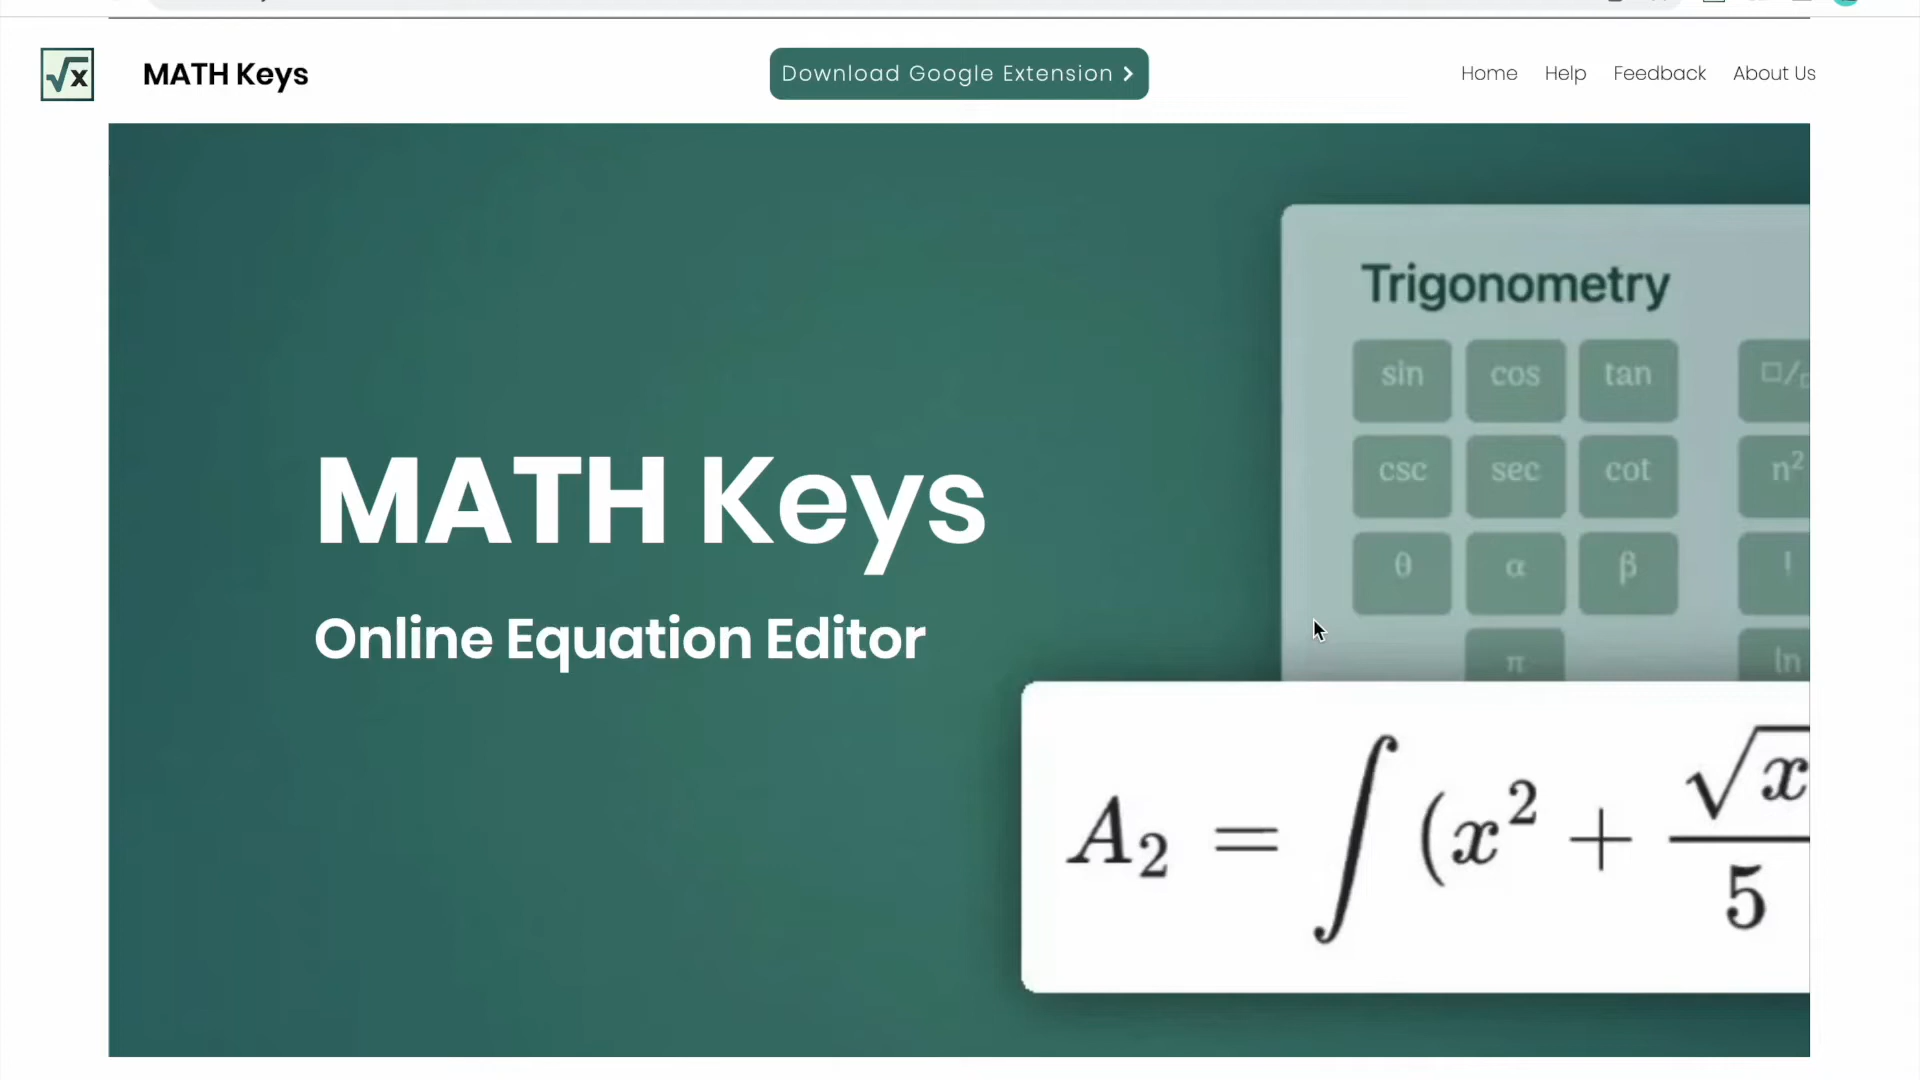 √x
MATH Keys
Download Google Extension >
Home Help Feedback About Us
Trigonometry
sin cos tan
csc sec cot n²
θ α β !
π ln
MATH Keys
Online Equation Editor
A₂ = ∫ (x² + √x / 5